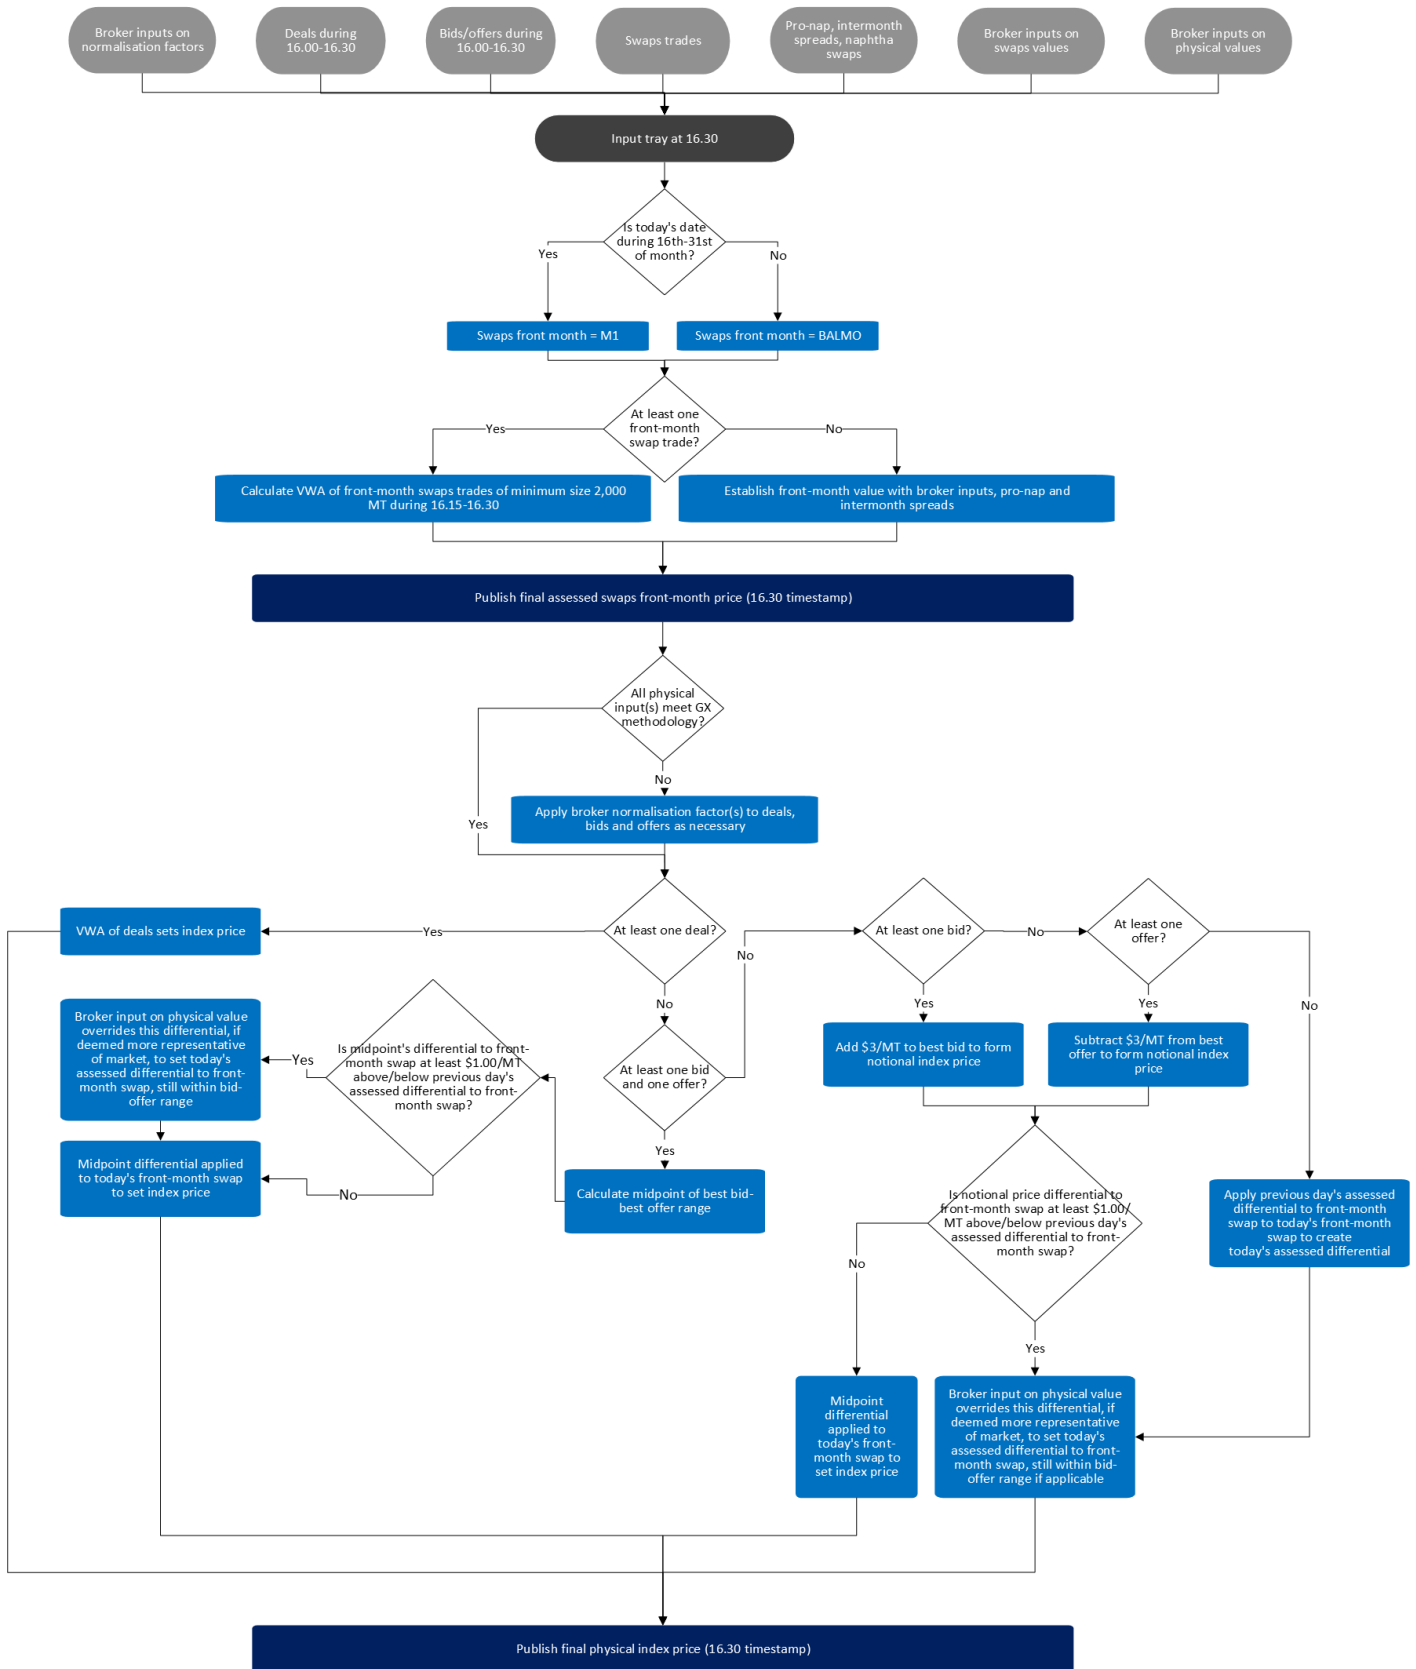 Broker inputs on
normalisation factors
Deals during
16.00-16.30
Bids/offers during
16.00-16.30
Swaps trades
Pro-nap, intermonth
spreads, naphtha
swaps
Broker inputs on
swaps values
Broker inputs on
physical values
Input tray at 16.30
Is today's date
during 16th-31st
of month?
Yes
No
Swaps front month = M1
Swaps front month = BALMO
At least one
front-month
swap trade?
Yes
No
Calculate VWA of front-month swaps trades of minimum size 2,000
MT during 16.15-16.30
Establish front-month value with broker inputs, pro-nap and
intermonth spreads
Publish final assessed swaps front-month price (16.30 timestamp)
All physical
input(s) meet GX
methodology?
No
Yes
Apply broker normalisation factor(s) to deals,
bids and offers as necessary
At least one deal?
Yes
VWA of deals sets index price
No
At least one bid
and one offer?
No
Yes
At least one bid?
No
At least one
offer?
No
Yes
Yes
Add $3/MT to best bid to form
notional index price
Subtract $3/MT from best
offer to form notional index
price
Broker input on physical value
overrides this differential, if
deemed more representative
of market, to set today's
assessed differential to front-
month swap, still within bid-
offer range
Yes
Is midpoint's differential to front-
month swap at least $1.00/MT
above/below previous day's
assessed differential to front-
month swap?
No
Midpoint differential applied
to today's front-month swap
to set index price
Calculate midpoint of best bid-
best offer range
Is notional price differential to
front-month swap at least $1.00/
MT above/below previous day's
assessed differential to front-
month swap?
No
Yes
Apply previous day's assessed
differential to front-month
swap to today's front-month
swap to create
today's assessed differential
Midpoint
differential
applied to
today's front-
month swap to
set index price
Broker input on physical value
overrides this differential, if
deemed more representative
of market, to set today's
assessed differential to front-
month swap, still within bid-
offer range if applicable
Publish final physical index price (16.30 timestamp)